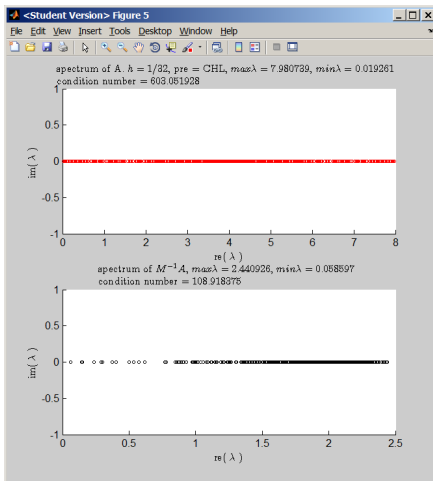 <Student Version> Figure 5
File Edit View Insert Tools Desktop Window Help
spectrum of A. h = 1/32, pre = CHL, maxλ = 7.980739, minλ = 0.019261
condition number = 603.051928
1
0.5
0
-0.5
-1
im( λ )
0 1 2 3 4 5 6 7 8
re( λ )
spectrum of M⁻¹A, maxλ = 2.440926, minλ = 0.058597
condition number = 108.918375
1
0.5
0
-0.5
-1
im( λ )
0 0.5 1 1.5 2 2.5
re( λ )